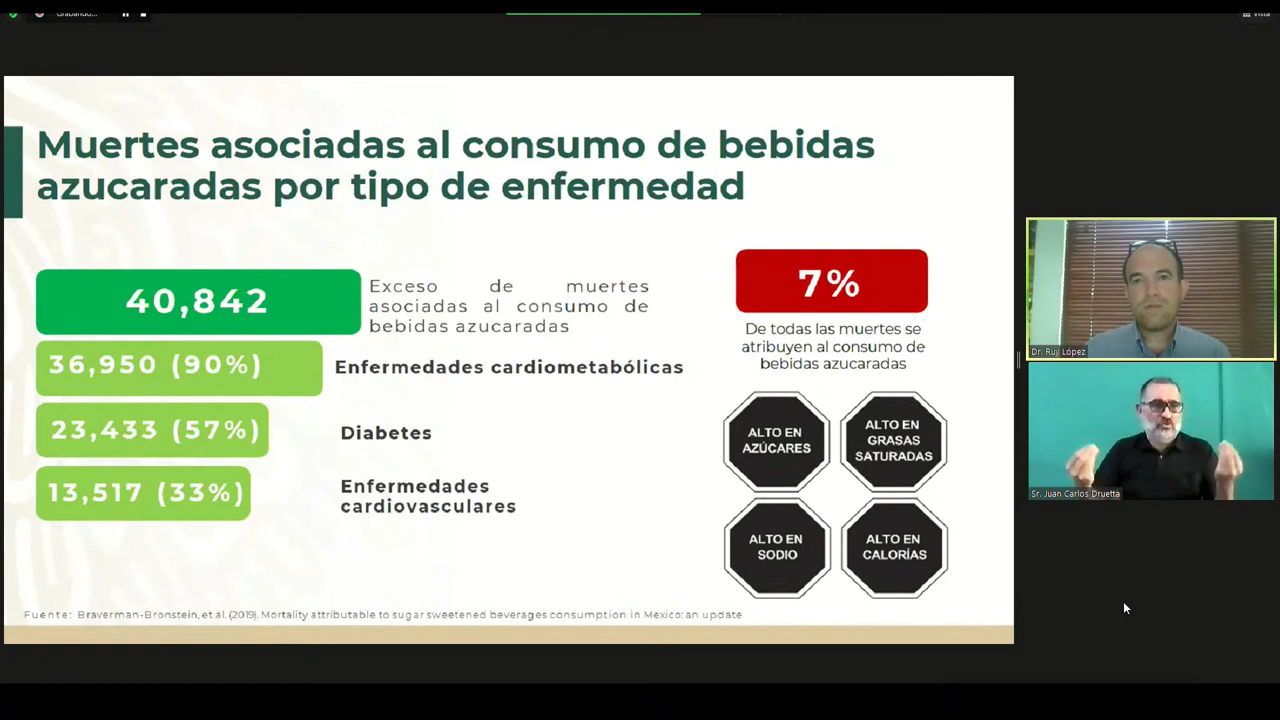 Grabando...
Vista
Muertes asociadas al consumo de bebidas
azucaradas por tipo de enfermedad
40,842
Exceso de muertes
asociadas al consumo de
bebidas azucaradas
36,950 (90%)
Enfermedades cardiometabólicas
23,433 (57%)
Diabetes
13,517 (33%)
Enfermedades
cardiovasculares
7%
De todas las muertes se
atribuyen al consumo de
bebidas azucaradas
ALTO EN
AZÚCARES
ALTO EN
GRASAS
SATURADAS
ALTO EN
SODIO
ALTO EN
CALORÍAS
Fuente: Braverman-Bronstein, et al. (2019). Mortality attributable to sugar sweetened beverages consumption in Mexico: an update
Dr. Ruy López
Sr. Juan Carlos Druetta